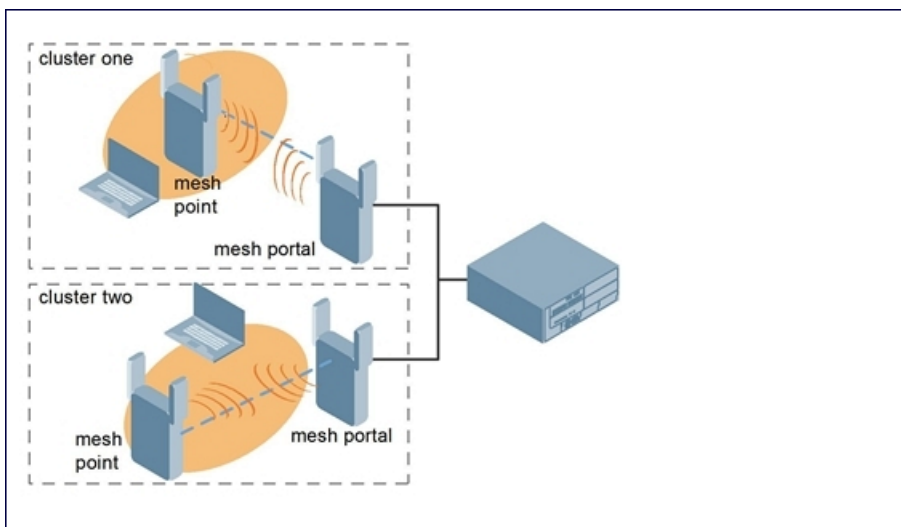 cluster one
mesh
point
mesh portal
cluster two
mesh portal
mesh
point